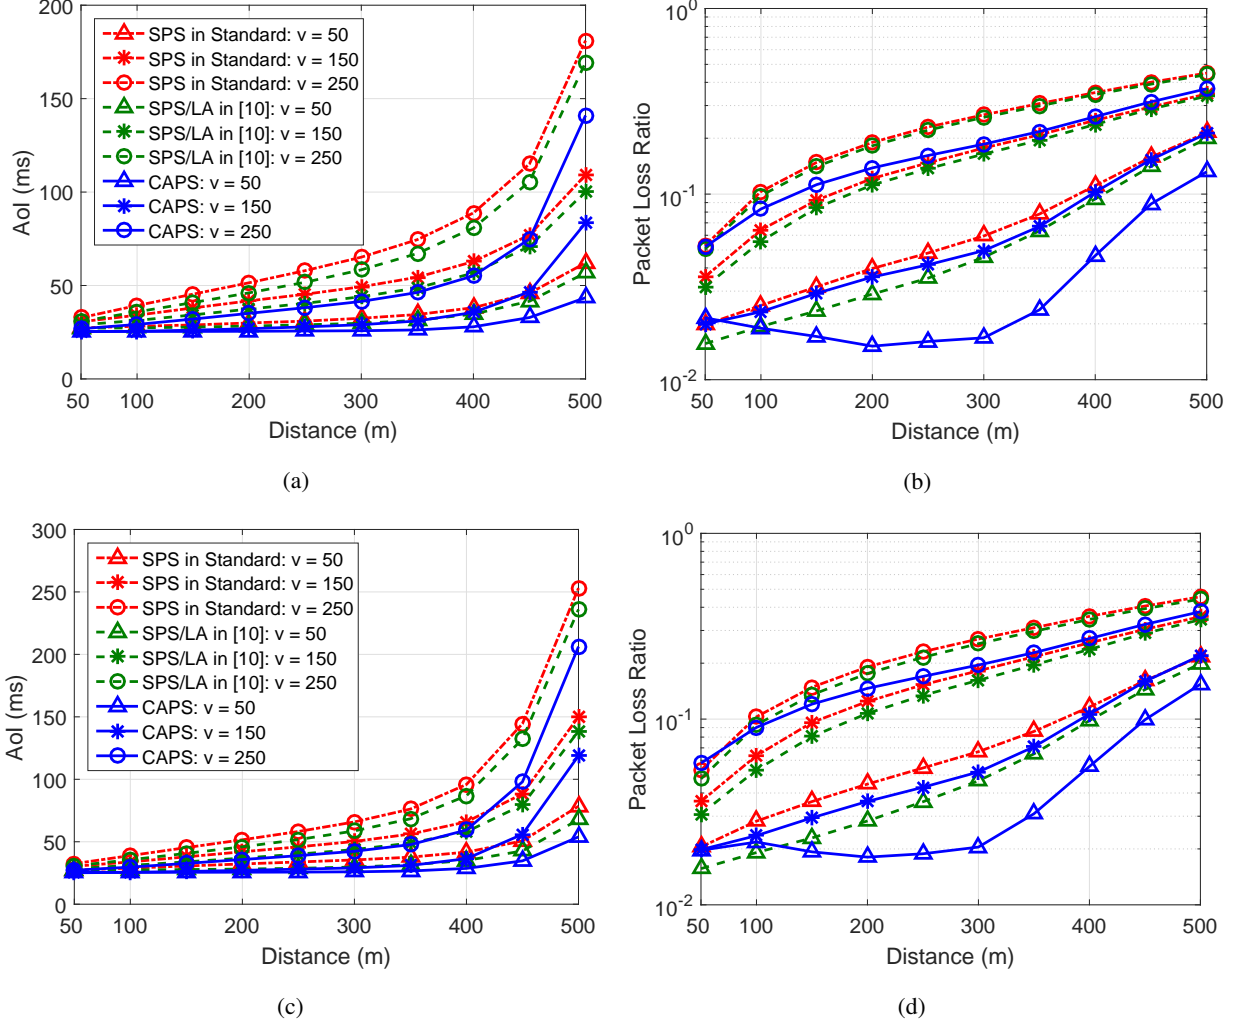 200
150
100
50
0
AoI (ms)
SPS in Standard: v = 50
SPS in Standard: v = 150
SPS in Standard: v = 250
SPS/LA in [10]: v = 50
SPS/LA in [10]: v = 150
SPS/LA in [10]: v = 250
CAPS: v = 50
CAPS: v = 150
CAPS: v = 250
50 100 200 300 400 500
Distance (m)
(a)
10^0
10^-1
10^-2
Packet Loss Ratio
50 100 200 300 400 500
Distance (m)
(b)
300
250
200
150
100
50
0
AoI (ms)
SPS in Standard: v = 50
SPS in Standard: v = 150
SPS in Standard: v = 250
SPS/LA in [10]: v = 50
SPS/LA in [10]: v = 150
SPS/LA in [10]: v = 250
CAPS: v = 50
CAPS: v = 150
CAPS: v = 250
50 100 200 300 400 500
Distance (m)
(c)
10^0
10^-1
10^-2
Packet Loss Ratio
50 100 200 300 400 500
Distance (m)
(d)